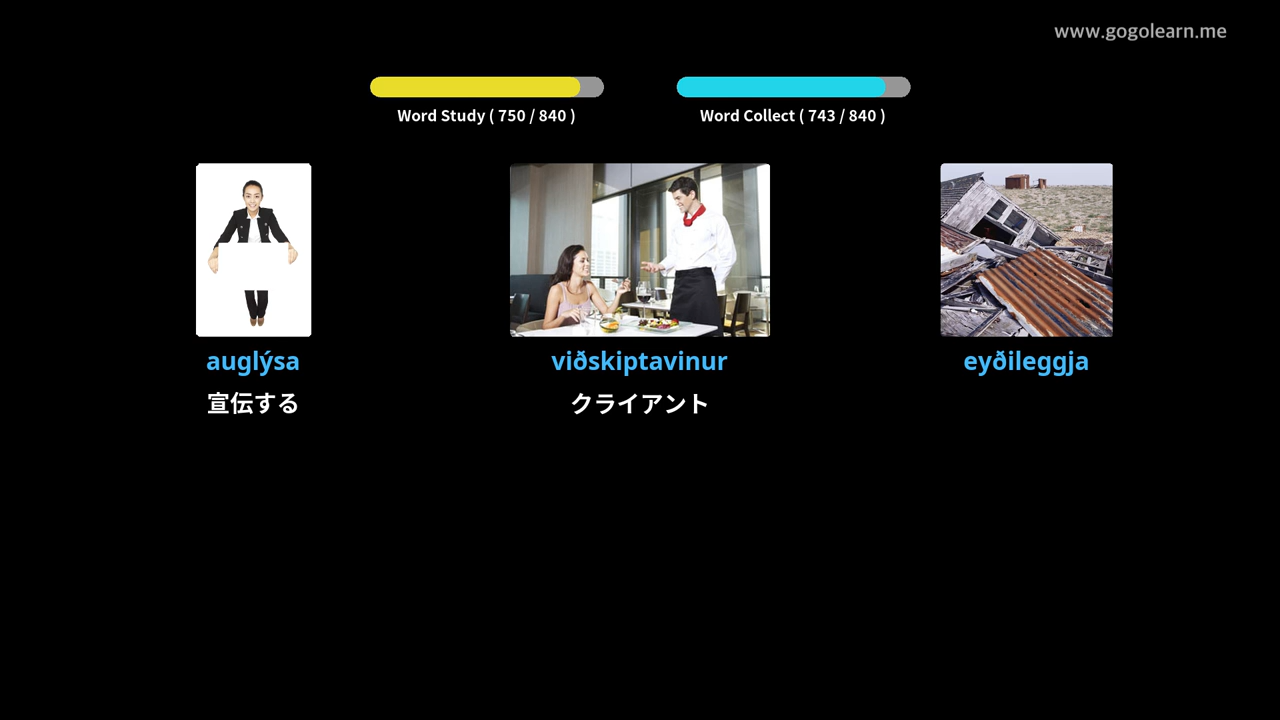 www.gogolearn.me
Word Study ( 750 / 840 )
Word Collect ( 743 / 840 )
auglýsa
viðskiptavinur
eyðileggja
宣伝する
クライアント